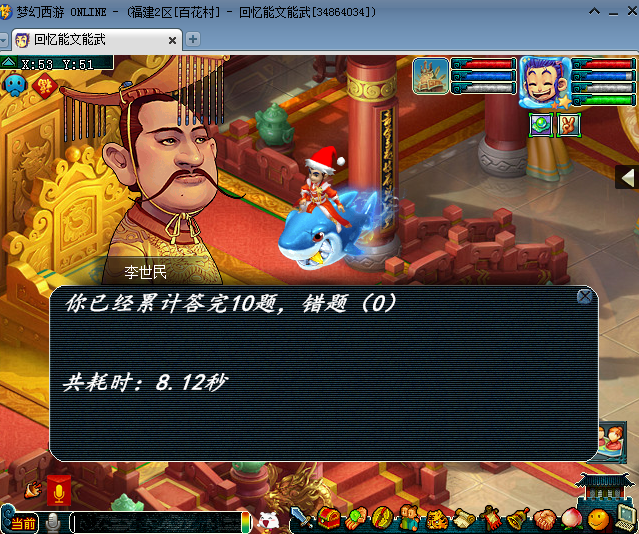 梦幻西游 ONLINE - (福建2区[百花村] - 回忆能文能武[34864034])
回忆能文能武
X:53 Y:51
李世民
你已经累计答完10题，错题（0）
共耗时：8.12秒
当前